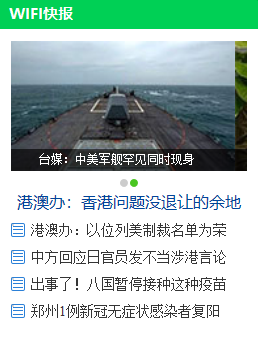 WIFI快报
台媒：中美军舰罕见同时现身
港澳办：香港问题没退让的余地
港澳办：以位列美制裁名单为荣
中方回应日官员发不当涉港言论
出事了！八国暂停接种这种疫苗
郑州1例新冠无症状感染者复阳